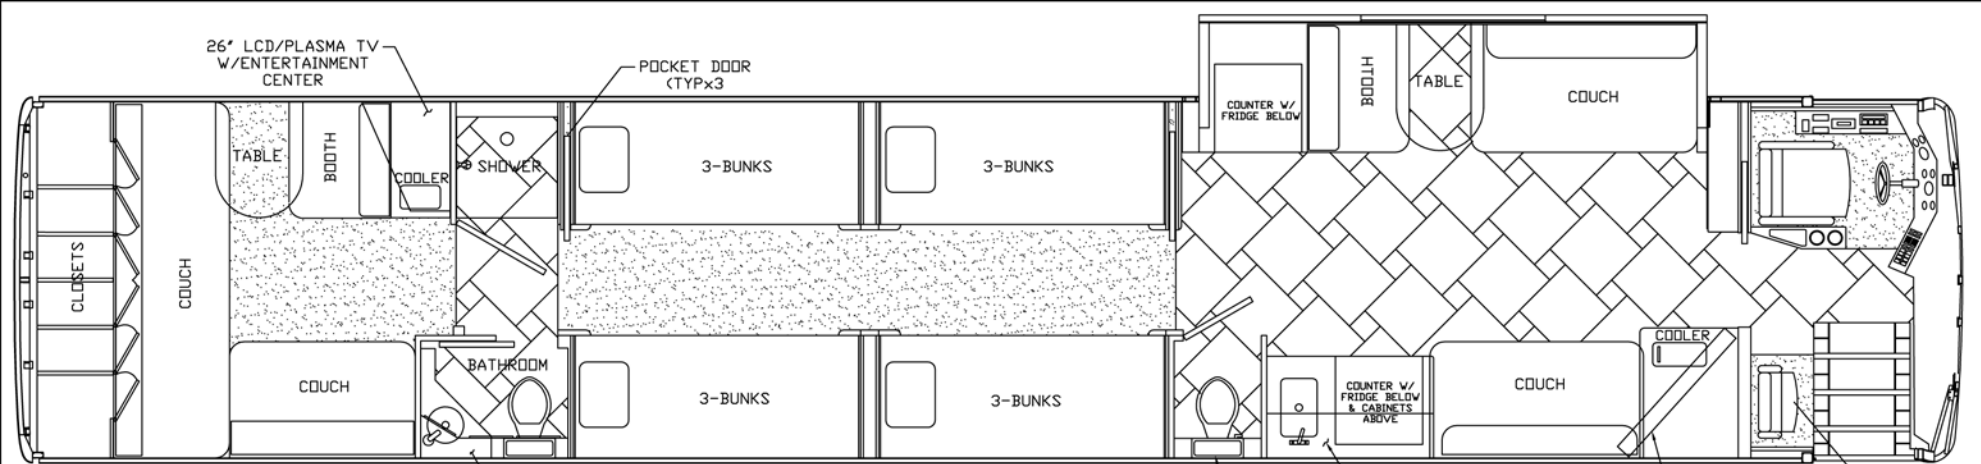 26" LCD/PLASMA TV
W/ENTERTAINMENT
CENTER
POCKET DOOR
(TYPx3
COUNTER W/
FRIDGE BELOW
BOOTH
TABLE
COUCH
TABLE
BOOTH
COOLER
SHOWER
3-BUNKS
3-BUNKS
CLOSETS
COUCH
COUCH
BATHROOM
3-BUNKS
3-BUNKS
COUNTER W/
FRIDGE BELOW
& CABINETS
ABOVE
COUCH
COOLER